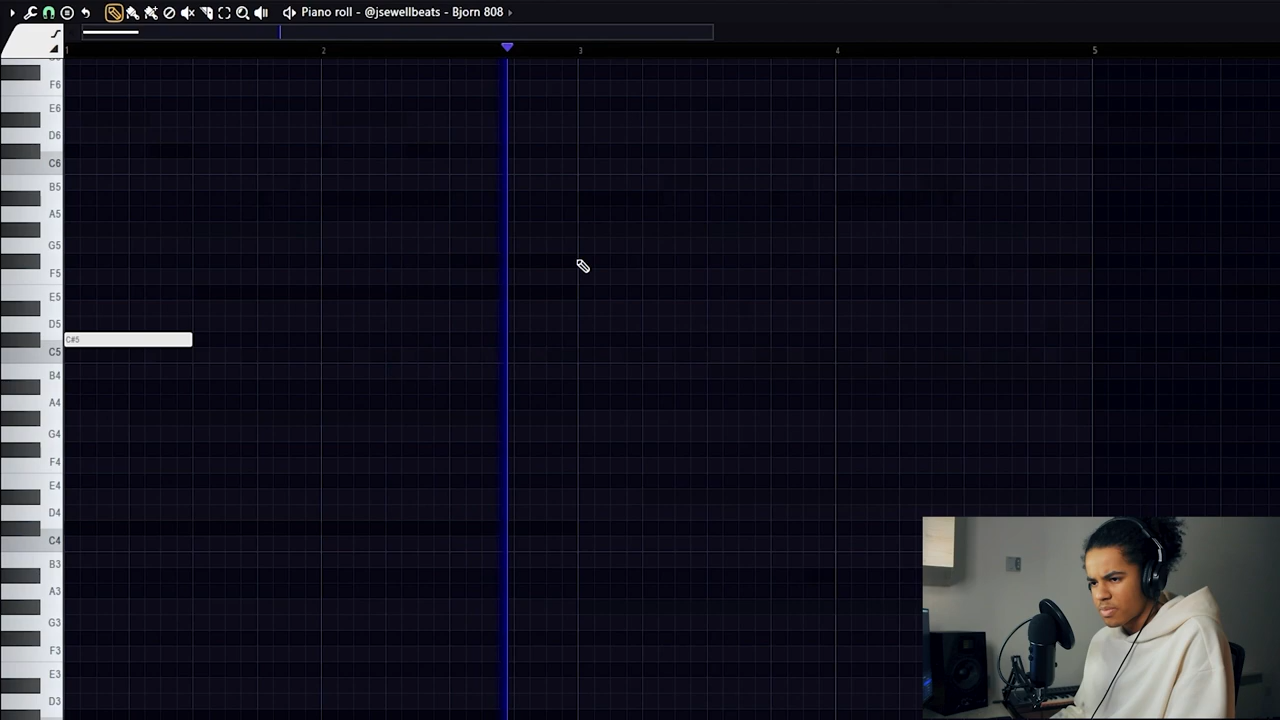 Piano roll - @jsewellbeats - Bjorn 808
1 2 3 4 5
F6
E6
D6
C6
B5
A5
G5
F5
E5
D5
C#5
C5
B4
A4
G4
F4
E4
D4
C4
B3
A3
G3
F3
E3
D3